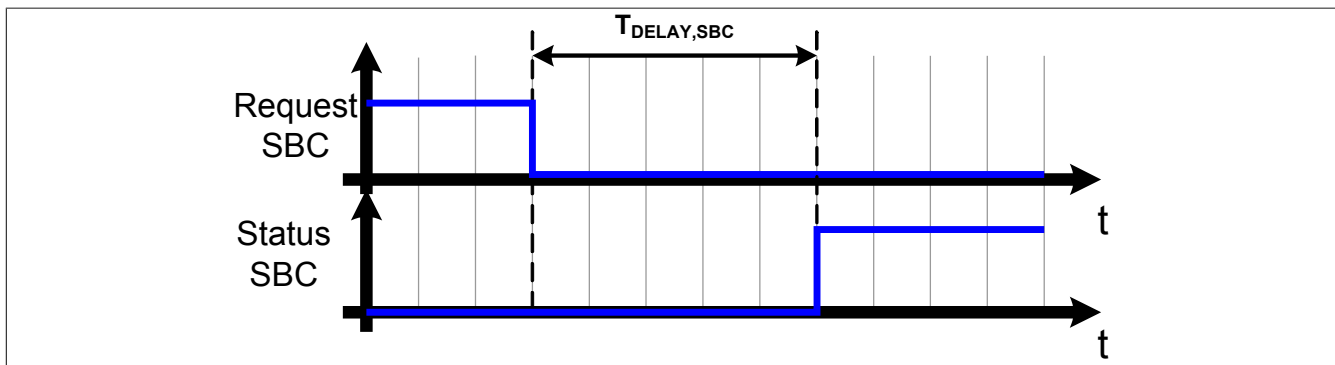 T_DELAY,SBC
Request
SBC
t
Status
SBC
t